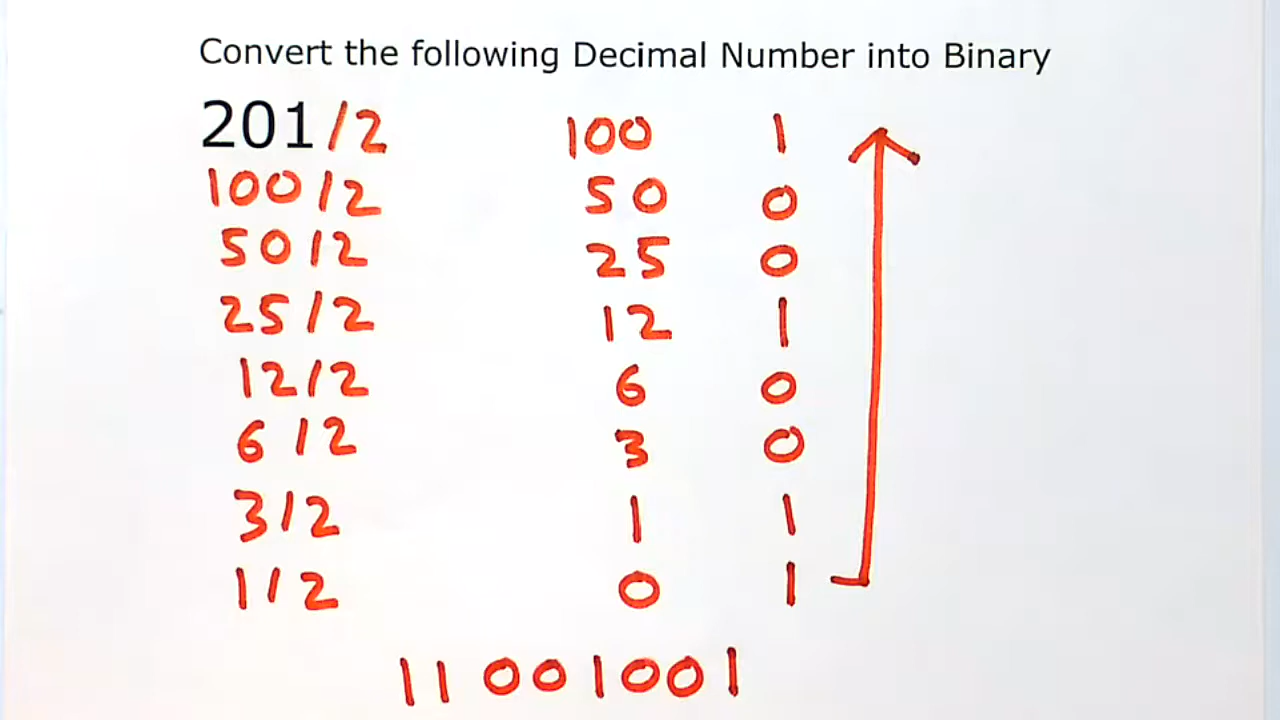 Convert the following Decimal Number into Binary
201/2 100 1
100/2 50 0
50/2 25 0
25/2 12 1
12/2 6 0
6/2 3 0
3/2 1 1
1/2 0 1
11001001